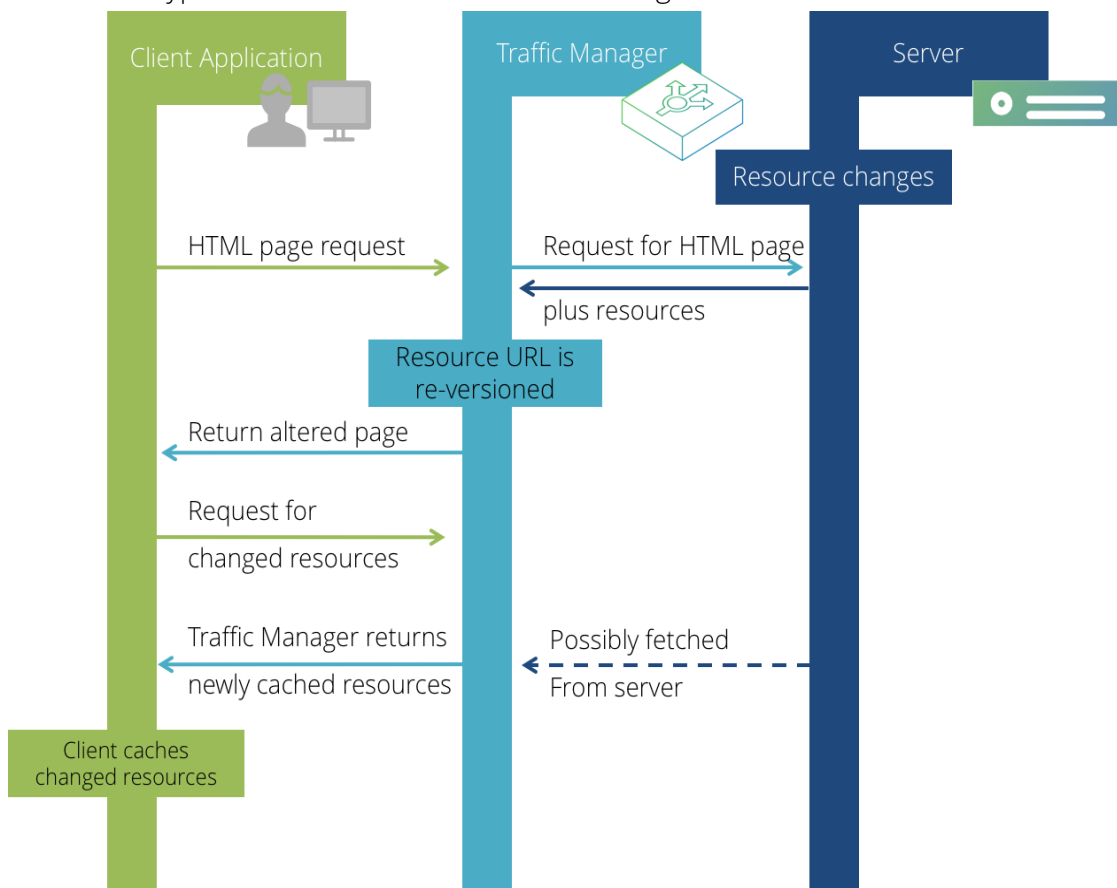 Client Application
Traffic Manager
Server
Resource changes
HTML page request
Request for HTML page
plus resources
Resource URL is
re-versioned
Return altered page
Request for
changed resources
Traffic Manager returns
newly cached resources
Possibly fetched
From server
Client caches
changed resources